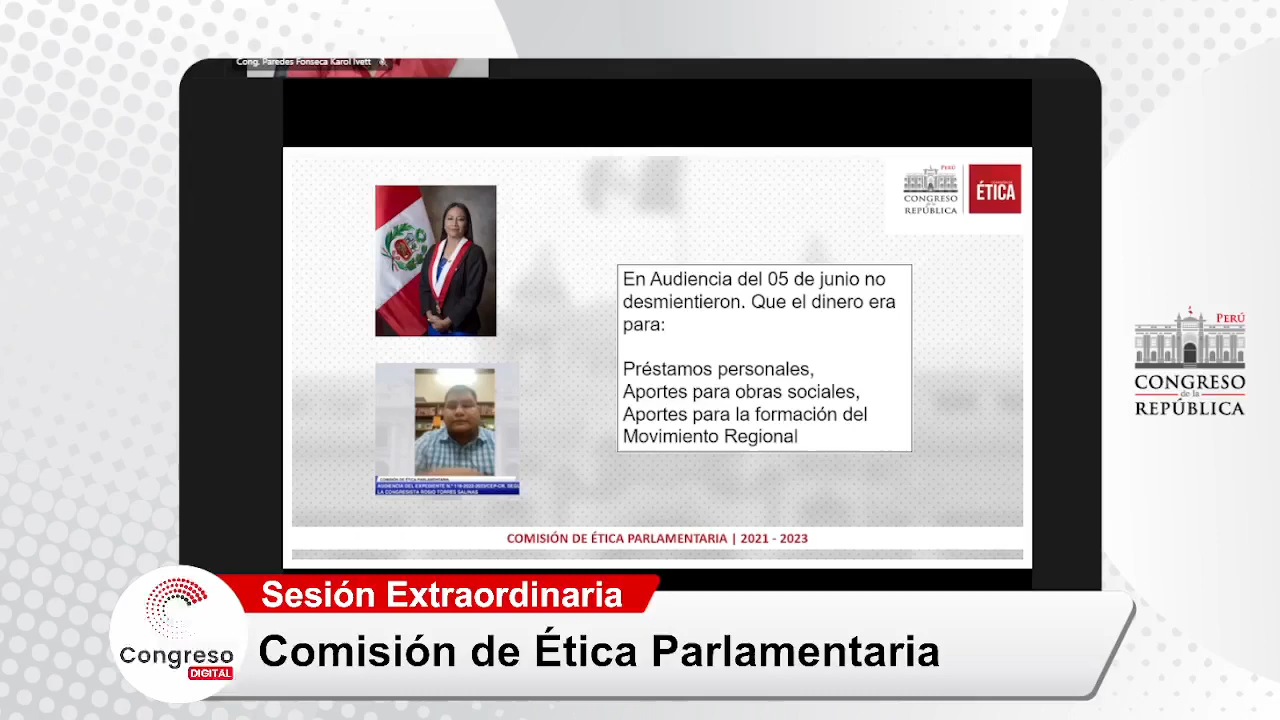 Cong. Paredes Fonseca Karol Ivett
PERÚ
CONGRESO
de la
REPÚBLICA
ÉTICA
En Audiencia del 05 de junio no
desmientieron. Que el dinero era
para:
Préstamos personales,
Aportes para obras sociales,
Aportes para la formación del
Movimiento Regional
COMISIÓN DE ÉTICA PARLAMENTARIA
LA CONGRESISTA ROSIO TORRES SALINAS
COMISIÓN DE ÉTICA PARLAMENTARIA | 2021 - 2023
PERÚ
CONGRESO
de la
REPÚBLICA
Sesión Extraordinaria
Comisión de Ética Parlamentaria
Congreso
DIGITAL